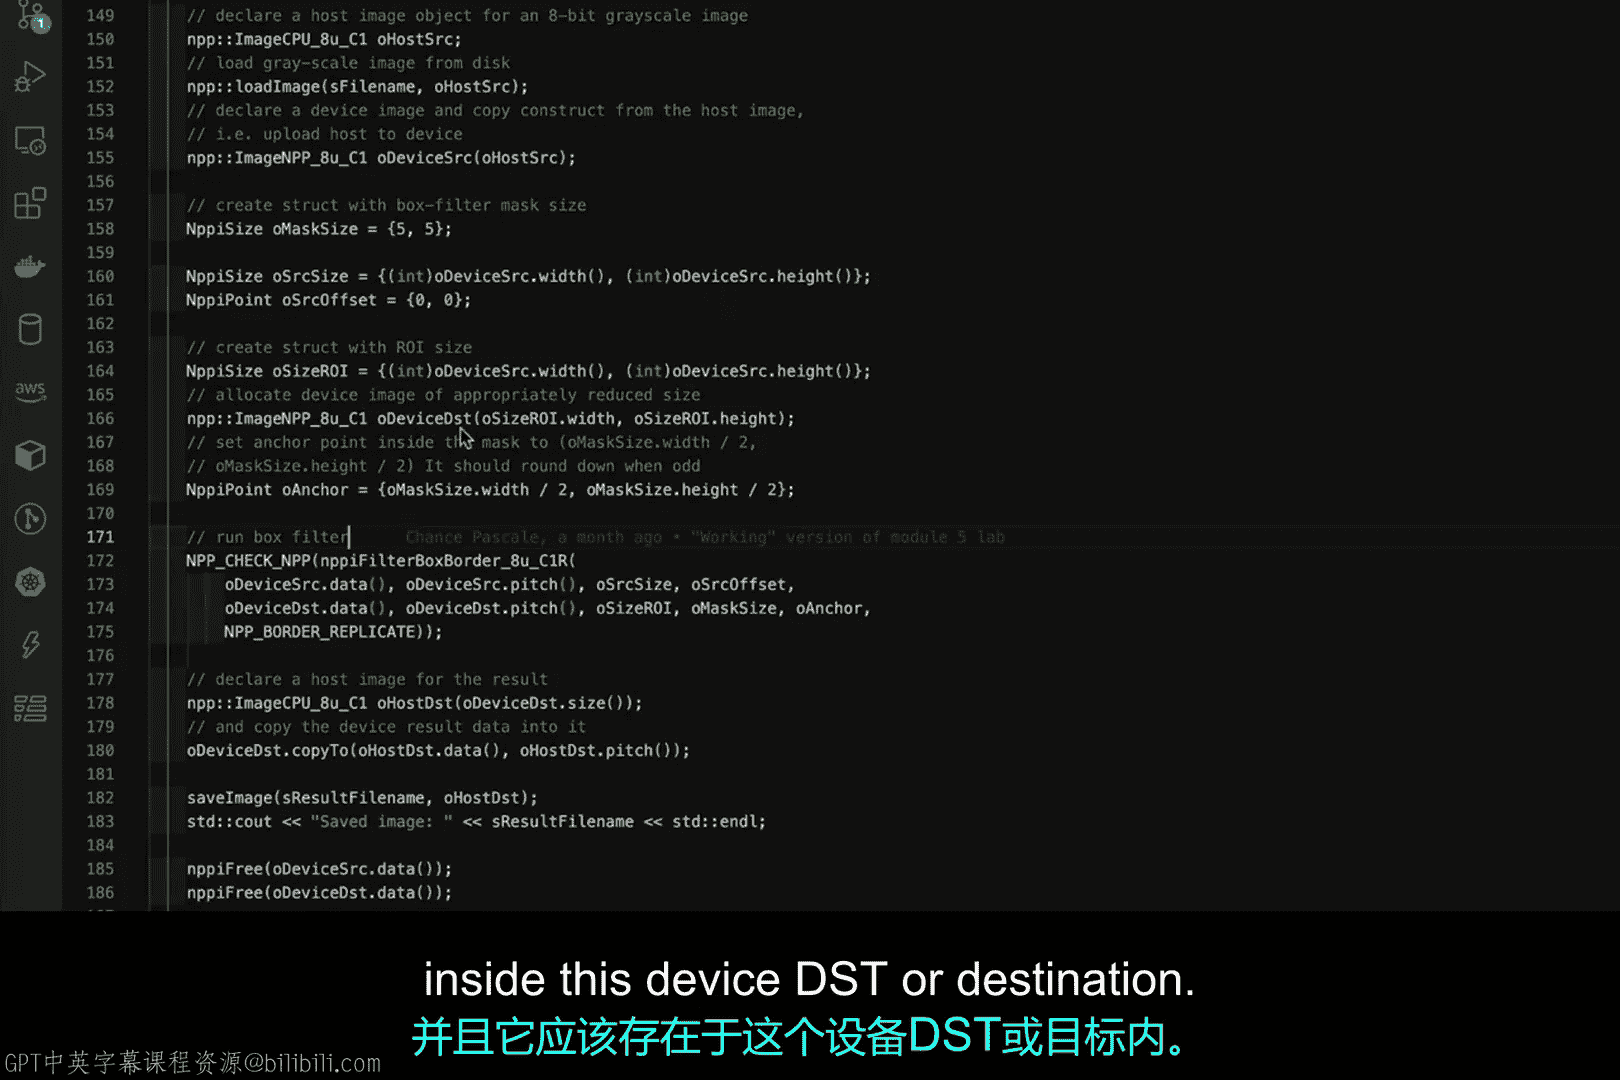 1
aws
149 // declare a host image object for an 8-bit grayscale image
150 npp::ImageCPU_8u_C1 oHostSrc;
151 // load gray-scale image from disk
152 npp::loadImage(sFilename, oHostSrc);
153 // declare a device image and copy construct from the host image,
154 // i.e. upload host to device
155 npp::ImageNPP_8u_C1 oDeviceSrc(oHostSrc);
156
157 // create struct with box-filter mask size
158 NppiSize oMaskSize = {5, 5};
159
160 NppiSize oSrcSize = {(int)oDeviceSrc.width(), (int)oDeviceSrc.height()};
161 NppiPoint oSrcOffset = {0, 0};
162
163 // create struct with ROI size
164 NppiSize oSizeROI = {(int)oDeviceSrc.width(), (int)oDeviceSrc.height()};
165 // allocate device image of appropriately reduced size
166 npp::ImageNPP_8u_C1 oDeviceDst(oSizeROI.width, oSizeROI.height);
167 // set anchor point inside the mask to (oMaskSize.width / 2,
168 // oMaskSize.height / 2) It should round down when odd
169 NppiPoint oAnchor = {oMaskSize.width / 2, oMaskSize.height / 2};
170
171 // run box filter Chance Pascale, a month ago • "Working" version of module 5 lab
172 NPP_CHECK_NPP(nppiFilterBoxBorder_8u_C1R(
173 oDeviceSrc.data(), oDeviceSrc.pitch(), oSrcSize, oSrcOffset,
174 oDeviceDst.data(), oDeviceDst.pitch(), oSizeROI, oMaskSize, oAnchor,
175 NPP_BORDER_REPLICATE));
176
177 // declare a host image for the result
178 npp::ImageCPU_8u_C1 oHostDst(oDeviceDst.size());
179 // and copy the device result data into it
180 oDeviceDst.copyTo(oHostDst.data(), oHostDst.pitch());
181
182 saveImage(sResultFilename, oHostDst);
183 std::cout << "Saved image: " << sResultFilename << std::endl;
184
185 nppiFree(oDeviceSrc.data());
186 nppiFree(oDeviceDst.data());
inside this device DST or destination.
并且它应该存在于这个设备DST或目标内。
GPT中英字幕课程资源@bilibili.com